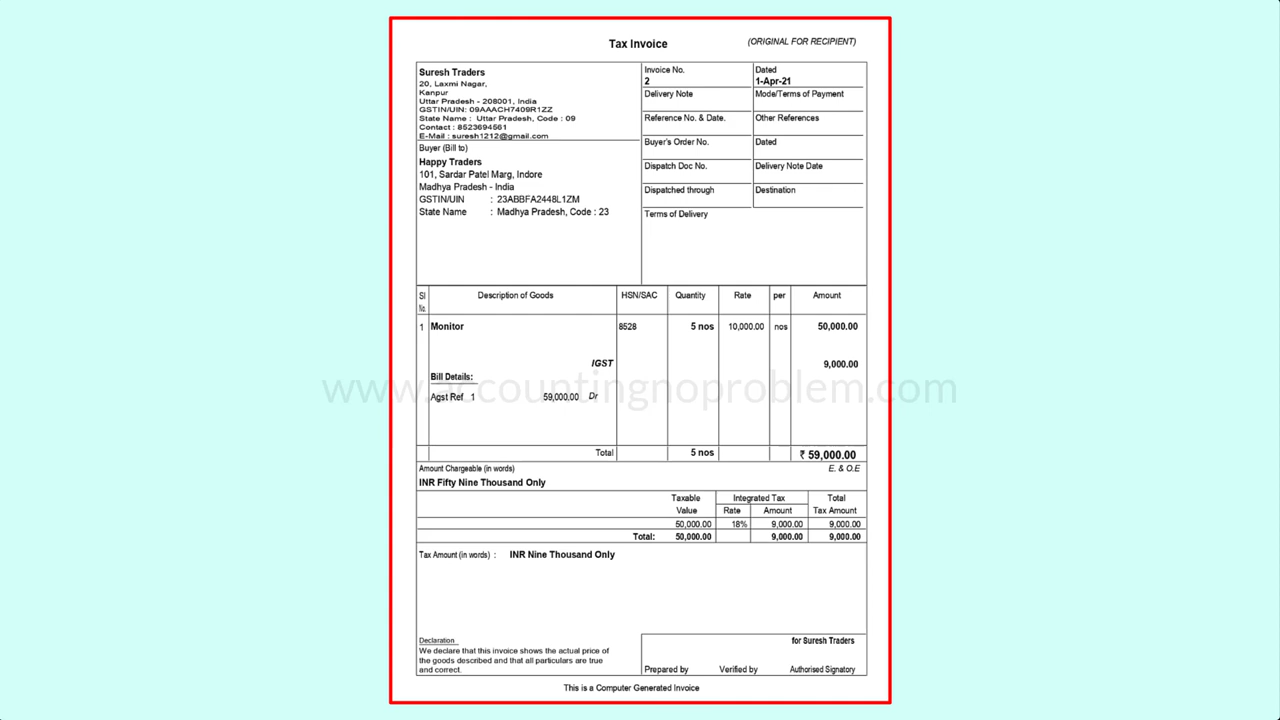 Tax Invoice
(ORIGINAL FOR RECIPIENT)
Suresh Traders
20, Laxmi Nagar,
Kanpur
Uttar Pradesh - 208001, India
GSTIN/UIN: 09AAACH7409R1ZZ
State Name : Uttar Pradesh, Code : 09
Contact : 8523694561
E-Mail : suresh1212@gmail.com
Buyer (Bill to)
Happy Traders
101, Sardar Patel Marg, Indore
Madhya Pradesh - India
GSTIN/UIN : 23ABBFA2448L1ZM
State Name : Madhya Pradesh, Code : 23
Invoice No. Dated
2 1-Apr-21
Delivery Note Mode/Terms of Payment
Reference No. & Date. Other References
Buyer's Order No. Dated
Dispatch Doc No. Delivery Note Date
Dispatched through Destination
Terms of Delivery
Sl Description of Goods HSN/SAC Quantity Rate per Amount
No.
1 Monitor 8528 5 nos 10,000.00 nos 50,000.00
IGST 9,000.00
Bill Details:
www.accountingnoproblem.com
Agst Ref 1 59,000.00 Dr
Total 5 nos ₹ 59,000.00
Amount Chargeable (in words) E. & O.E
INR Fifty Nine Thousand Only
Taxable Integrated Tax Total
Value Rate Amount Tax Amount
50,000.00 18% 9,000.00 9,000.00
Total: 50,000.00 9,000.00 9,000.00
Tax Amount (in words) : INR Nine Thousand Only
Declaration
We declare that this invoice shows the actual price of
the goods described and that all particulars are true
and correct.
for Suresh Traders
Prepared by Verified by Authorised Signatory
This is a Computer Generated Invoice